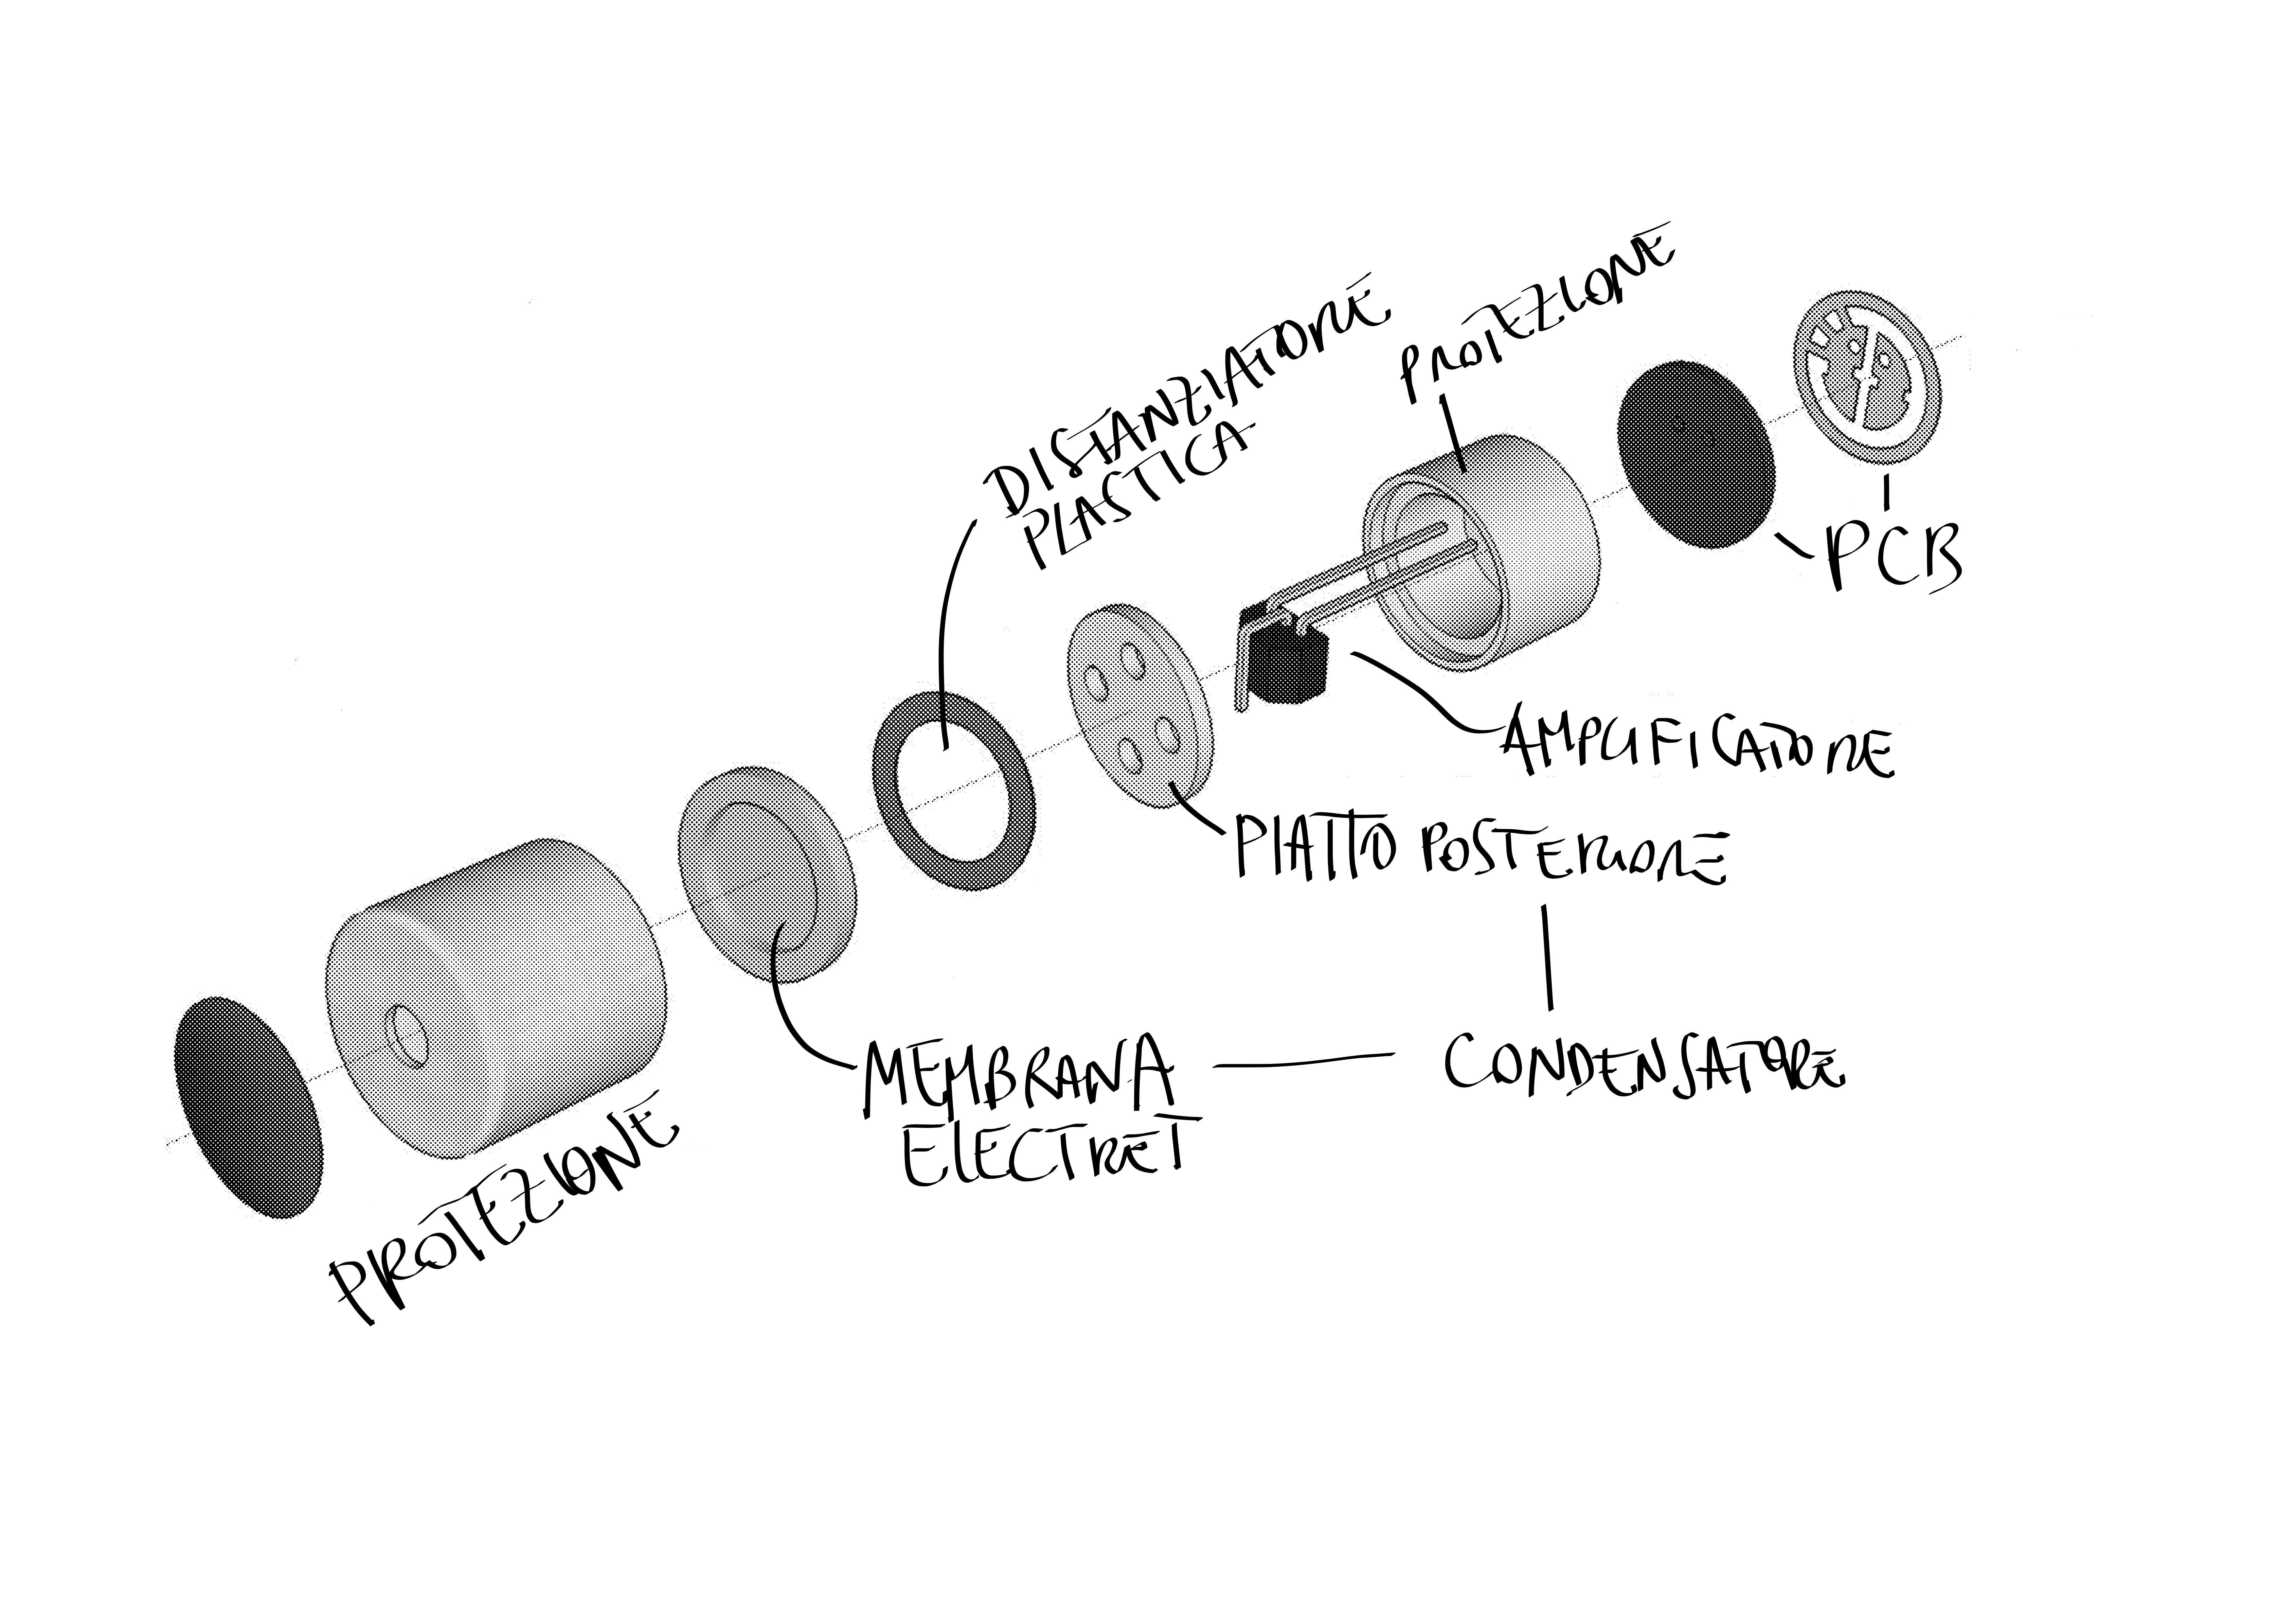 DISTANZIATORE
PLASTICA
PROTEZIONE
PCB
AMPLIFICATORE
PIATTO POSTERIORE
MEMBRANA
ELECTRET
CONDENSATORE
PROTEZIONE